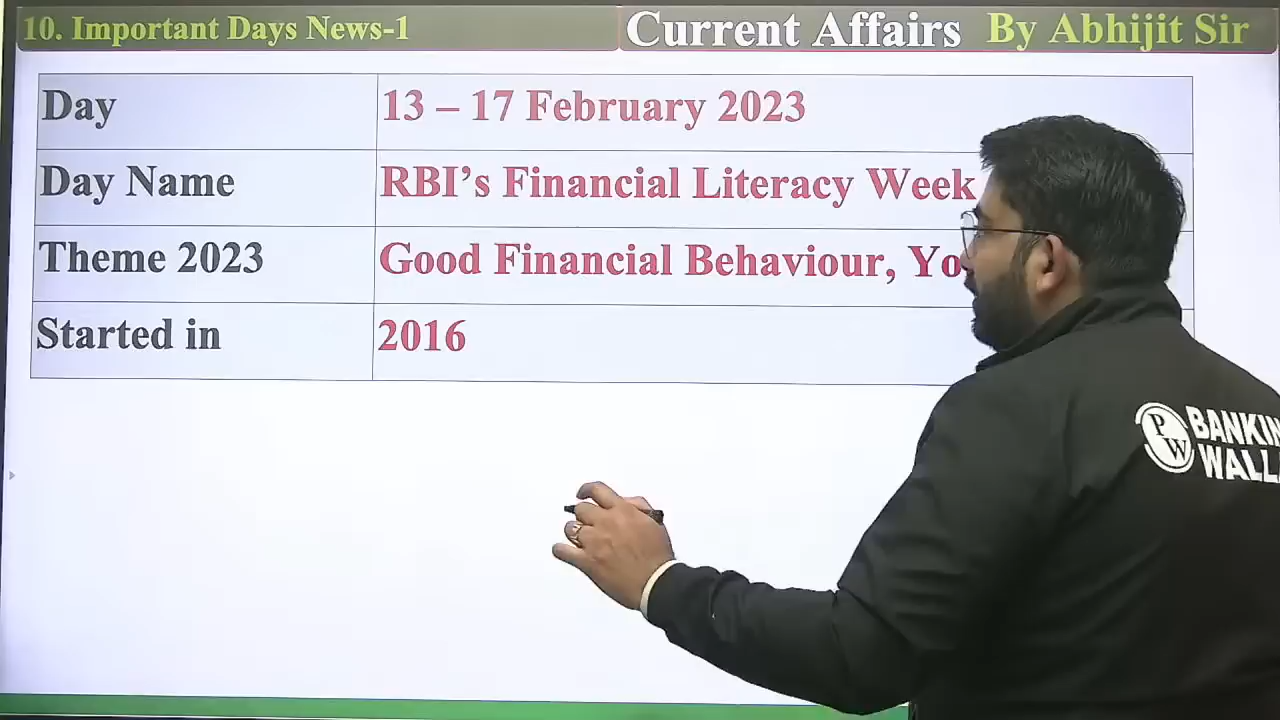 10. Important Days News-1
Current Affairs By Abhijit Sir
Day 13 – 17 February 2023
Day Name RBI’s Financial Literacy Week
Theme 2023 Good Financial Behaviour,
Started in 2016
PW